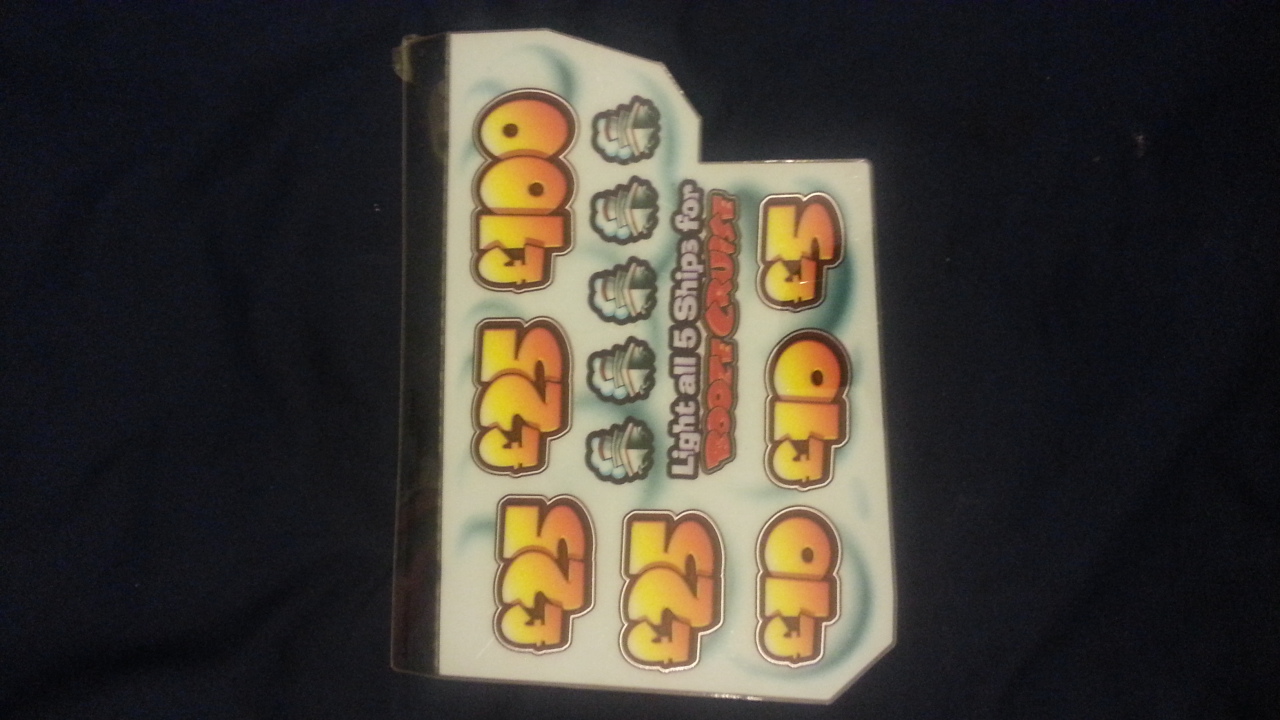 £25 £25 £100
£25
Light all 5 Ships for
BOOZE CRUISE
£10 £10 £5